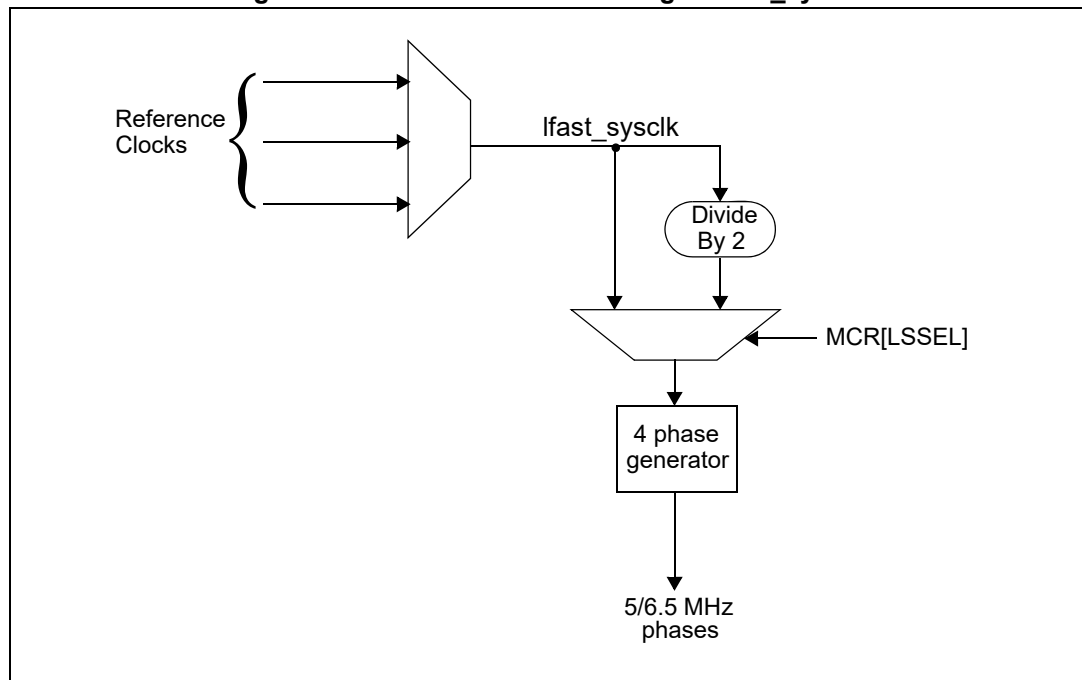 Reference
Clocks
lfast_sysclk
Divide
By 2
MCR[LSSEL]
4 phase
generator
5/6.5 MHz
phases